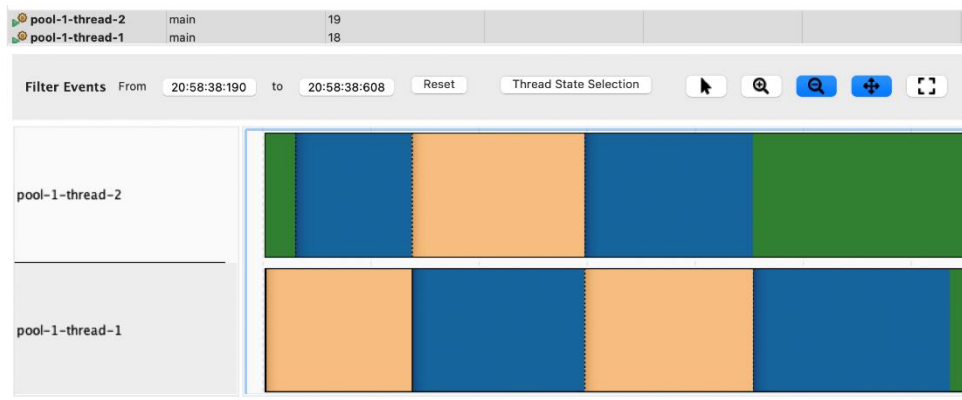 pool-1-thread-2 main 19
pool-1-thread-1 main 18
Filter Events From 20:58:38:190 to 20:58:38:608 Reset Thread State Selection
pool-1-thread-2
pool-1-thread-1